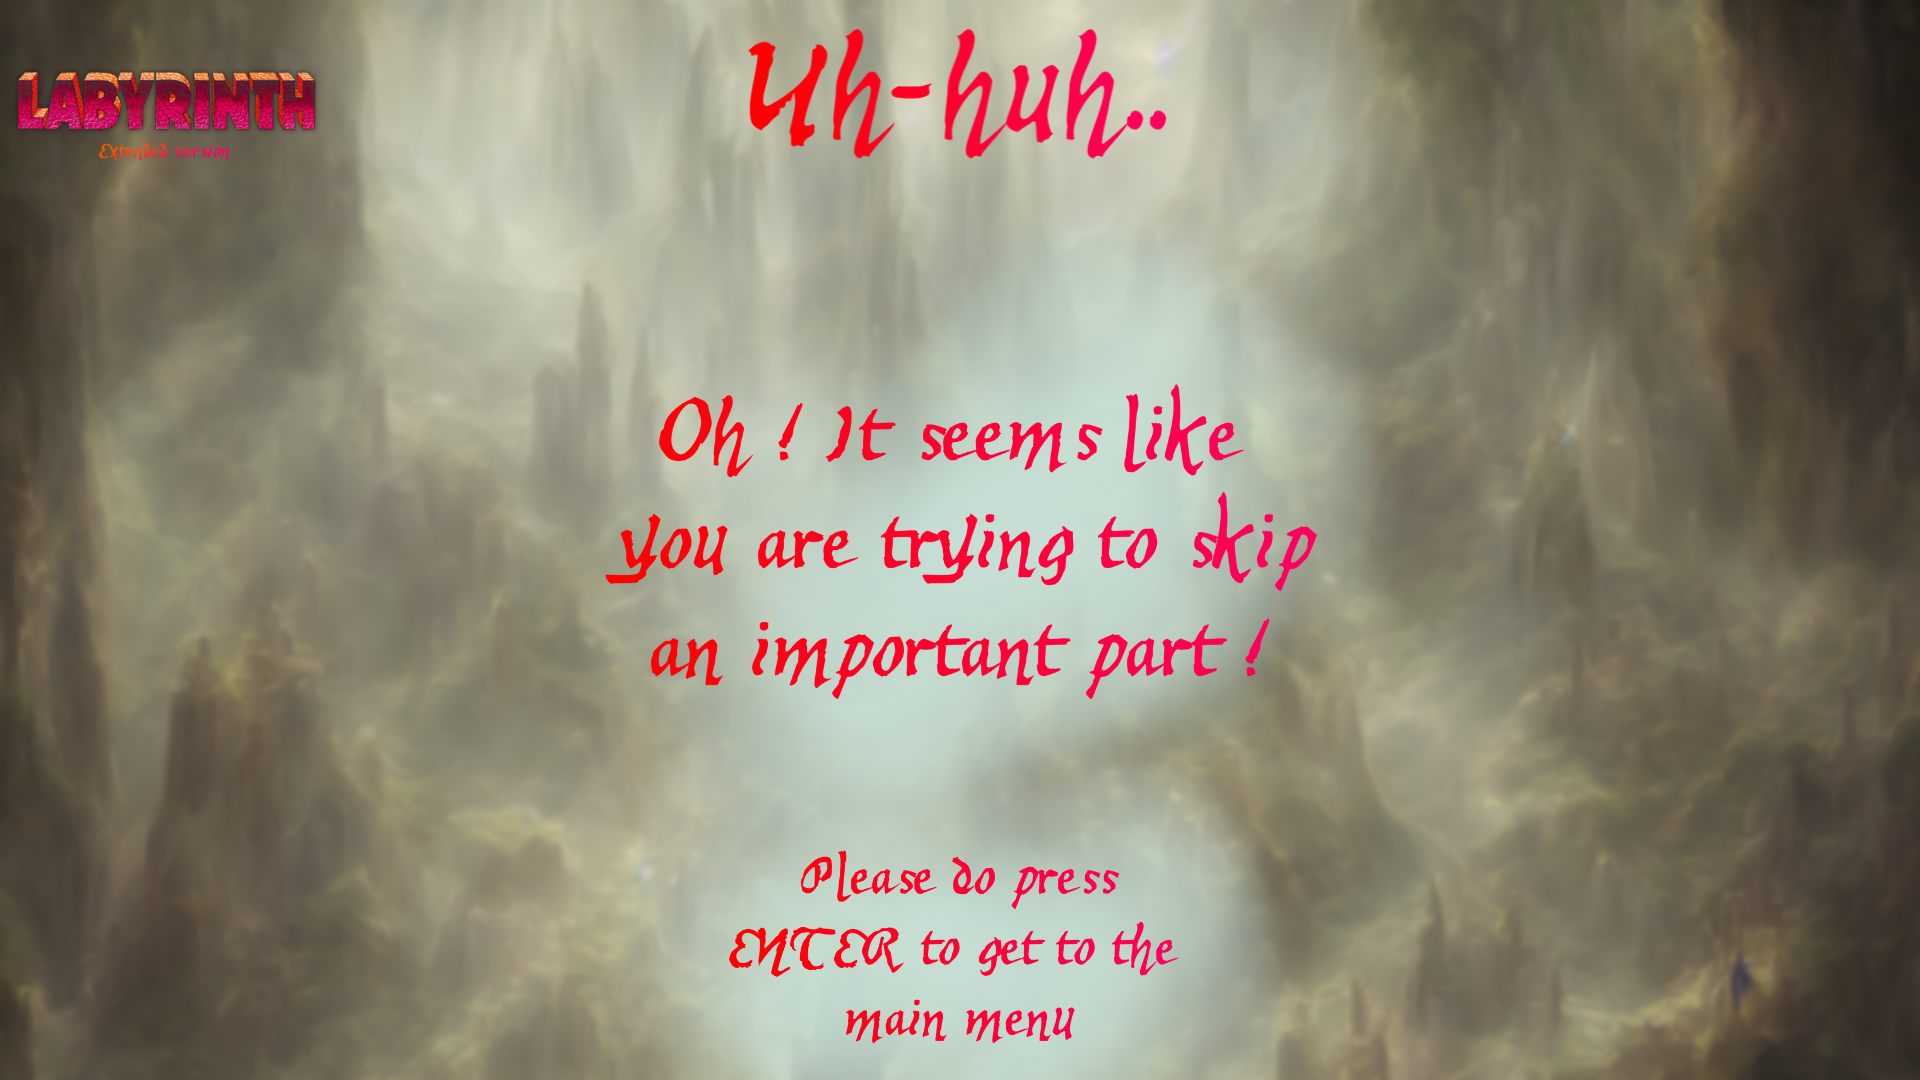 LABYRINTH
Extended version
Uh-huh..
Oh ! It seems like
you are trying to skip
an important part !
Please do press
ENTER to get to the
main menu